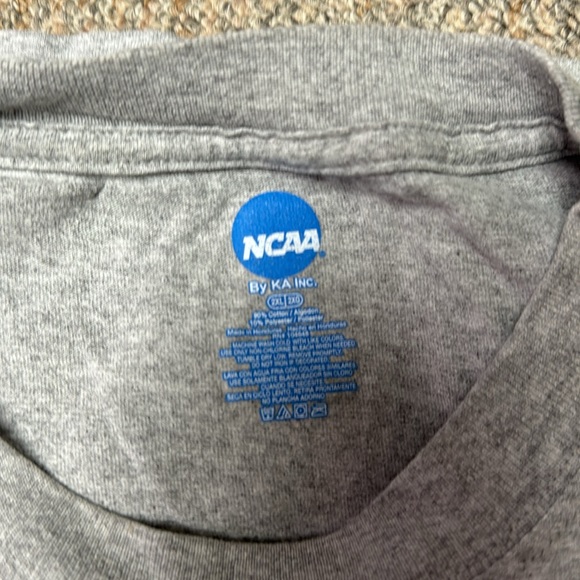 NCAA
By KA Inc.
2XL 2XG
90% Cotton / Algodon
10% Polyester / Poliester
Made in Honduras Hecho en Honduras
MACHINE WASH COLD WITH LIKE COLORS
USE ONLY NON-CHLORINE BLEACH WHEN NEEDED
TUMBLE DRY LOW. REMOVE PROMPTLY
DO NOT IRON IF DECORATED.
LAVA CON AGUA FRIA CON COLORES SIMILARES
USE SOLAMENTE BLANQUEADOR SIN CLORO
CUANDO SE NECESITE
SECA EN CICLO LENTO. RETIRA PRONTAMENTE
NO PLANCHA ADORNO